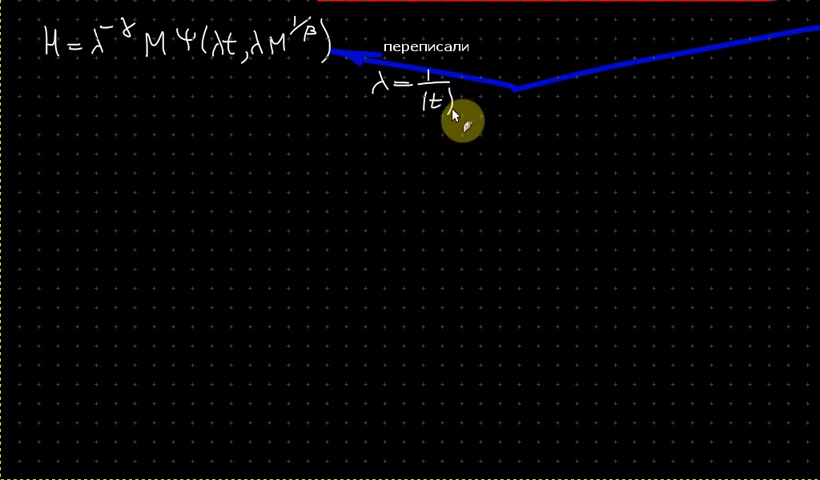 H = λ^{-γ} M Ψ(λt, λM^{1/β})
переписали
λ = 1/|t|